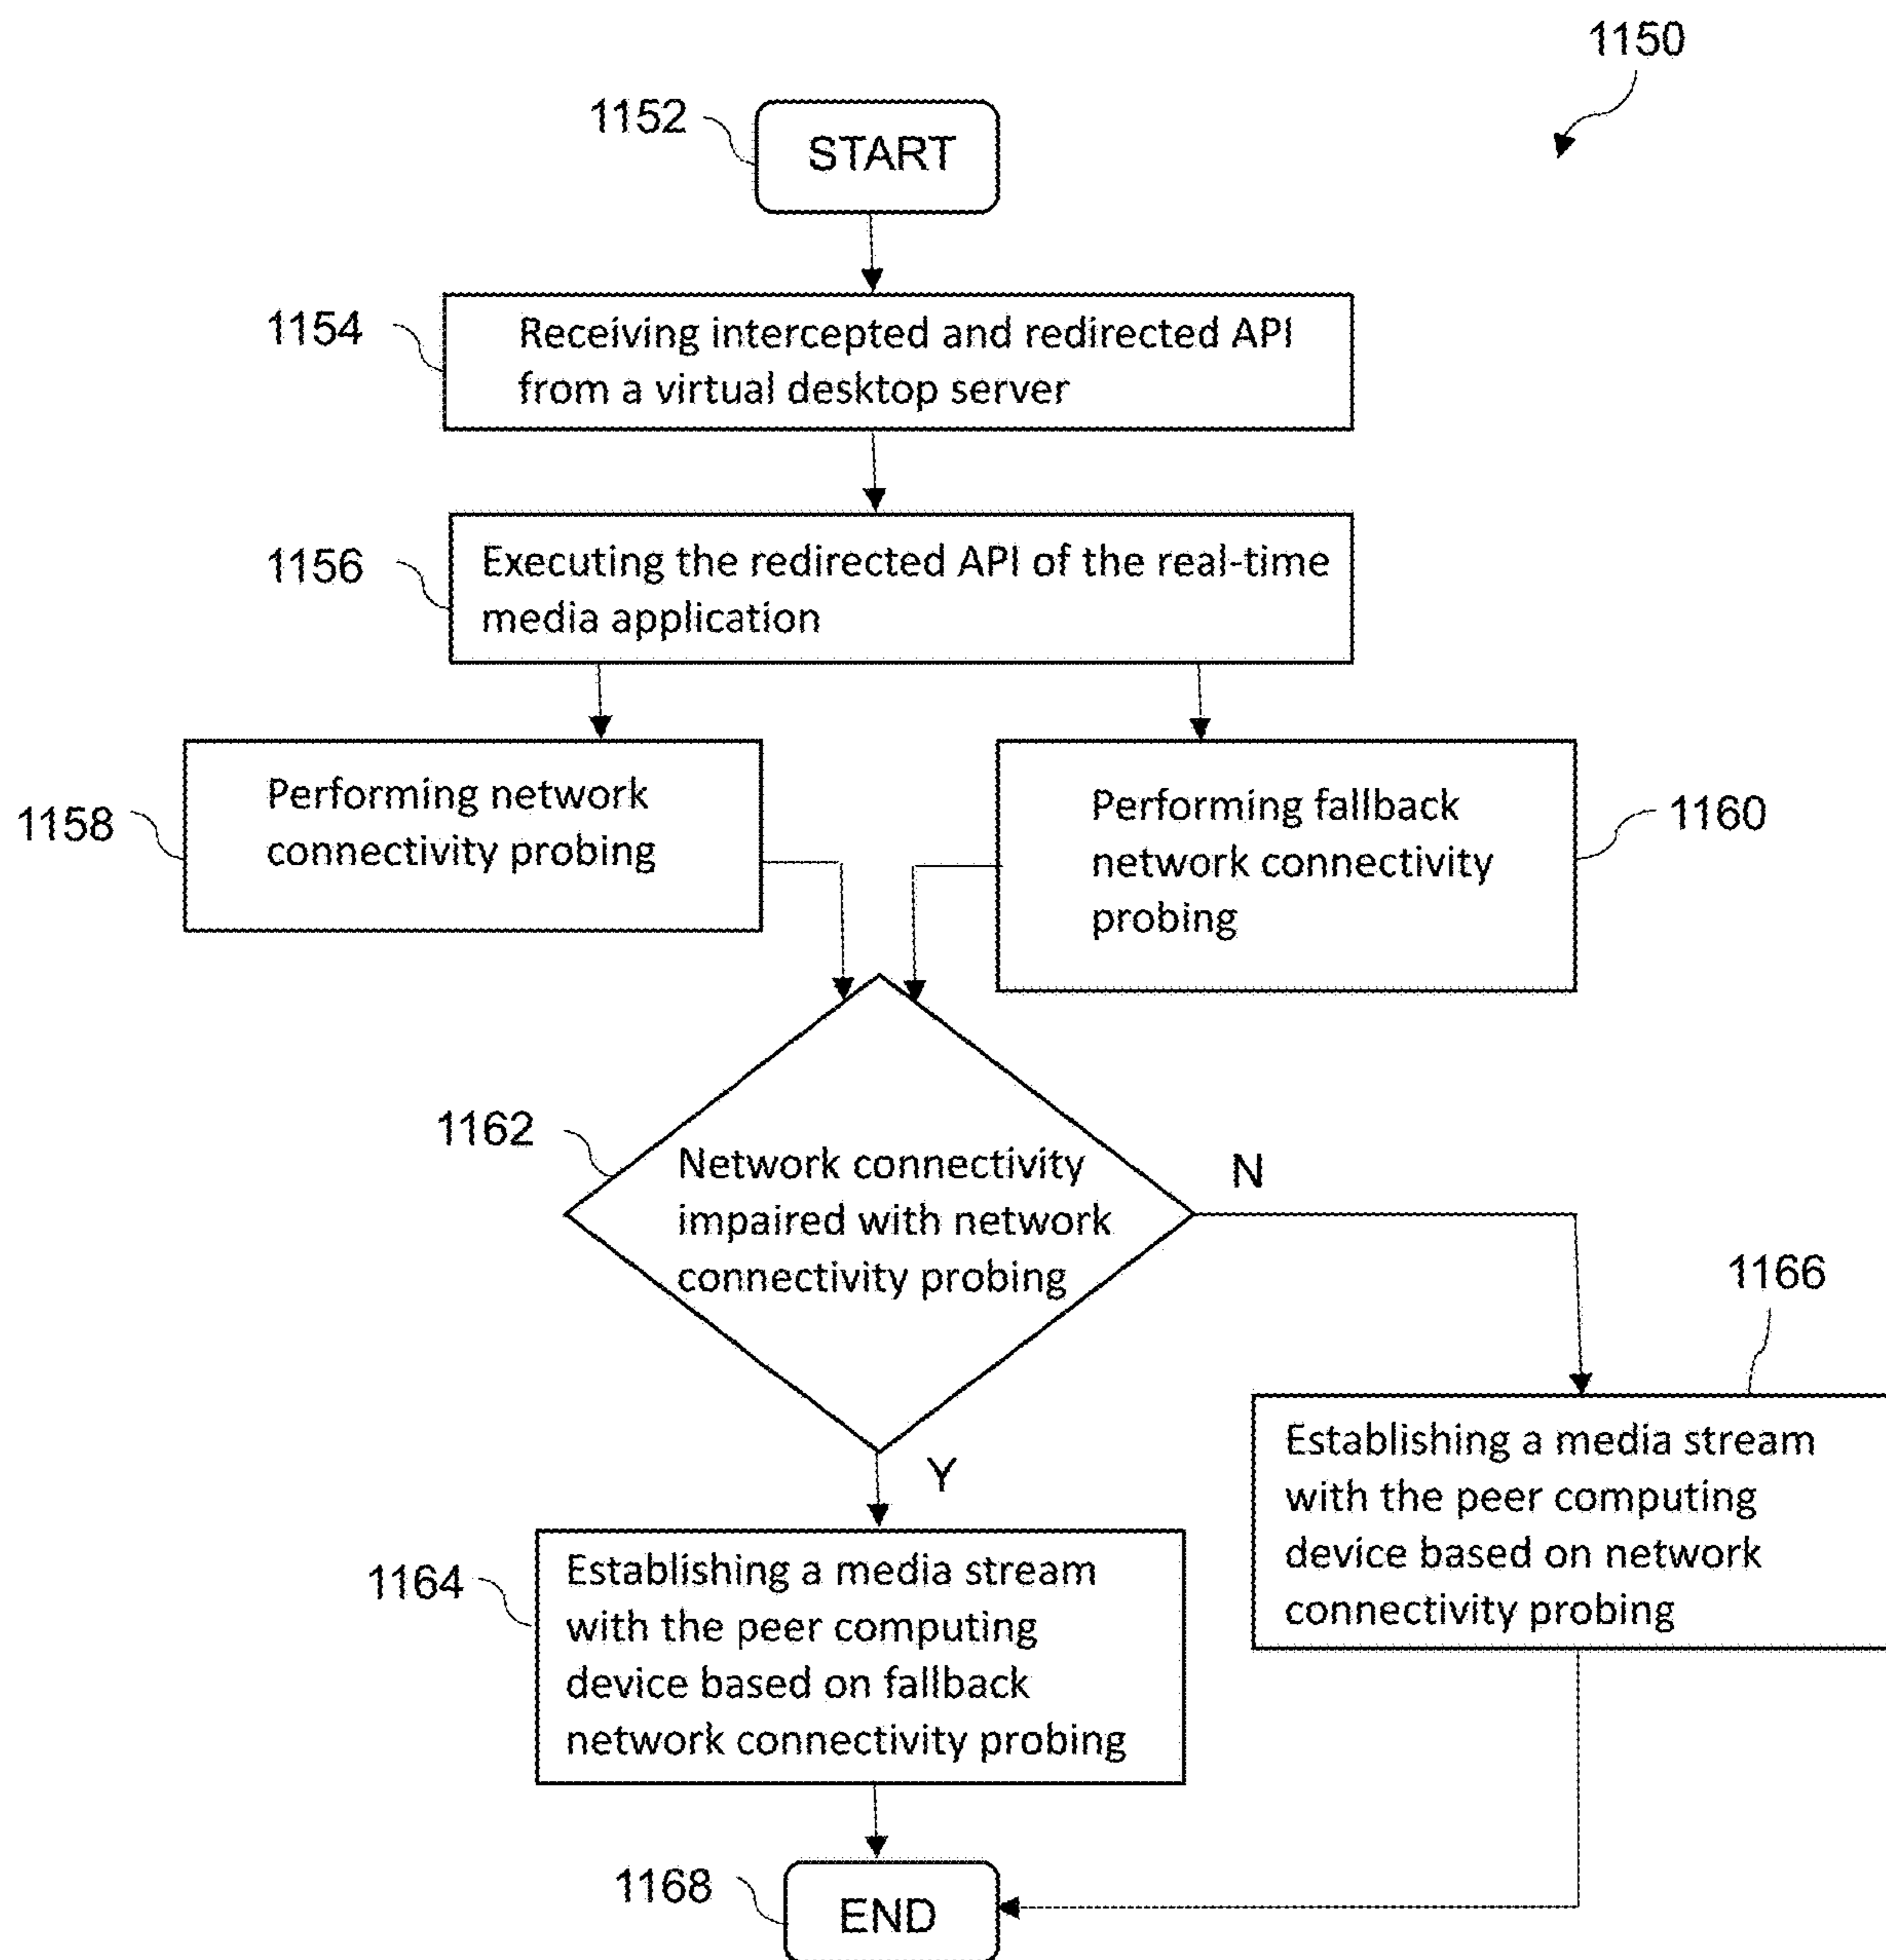 1150
1152
START
1154
Receiving intercepted and redirected API
from a virtual desktop server
1156
Executing the redirected API of the real-time
media application
1158
Performing network
connectivity probing
Performing fallback
network connectivity
probing
1160
1162
Network connectivity
impaired with network
connectivity probing
N
Y
1166
Establishing a media stream
with the peer computing
device based on network
connectivity probing
1164
Establishing a media stream
with the peer computing
device based on fallback
network connectivity probing
1168
END